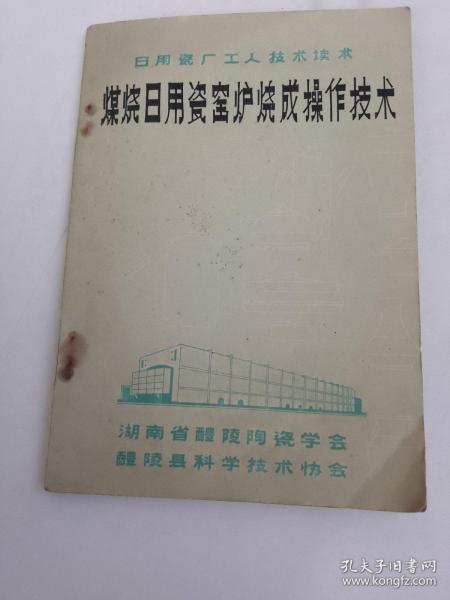 日用瓷厂工人技术读本
煤烧日用瓷窑炉烧成操作技术
湖南省醴陵陶瓷学会
醴陵县科学技术协会
孔夫子旧书网
www.kongfz.com